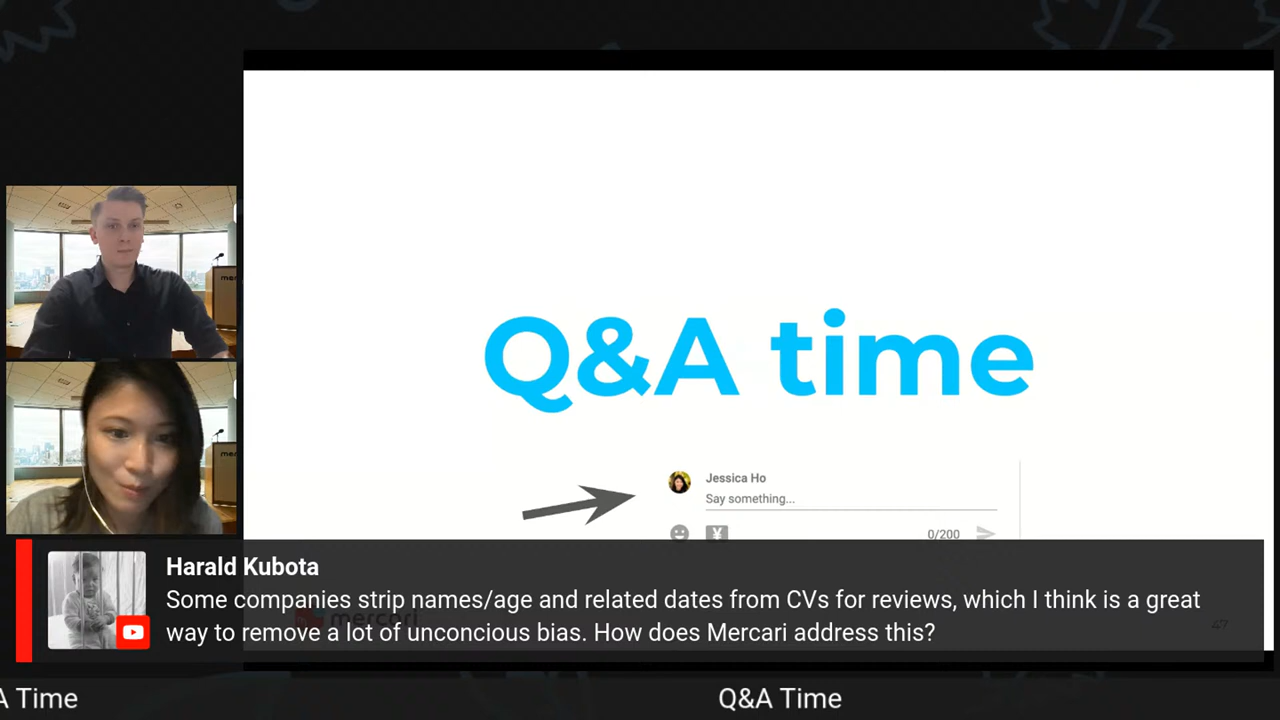 Q&A time
Jessica Ho
Say something...
¥
0/200
Harald Kubota
Some companies strip names/age and related dates from CVs for reviews, which I think is a great
way to remove a lot of unconcious bias. How does Mercari address this?
mercari
47
A Time
Q&A Time